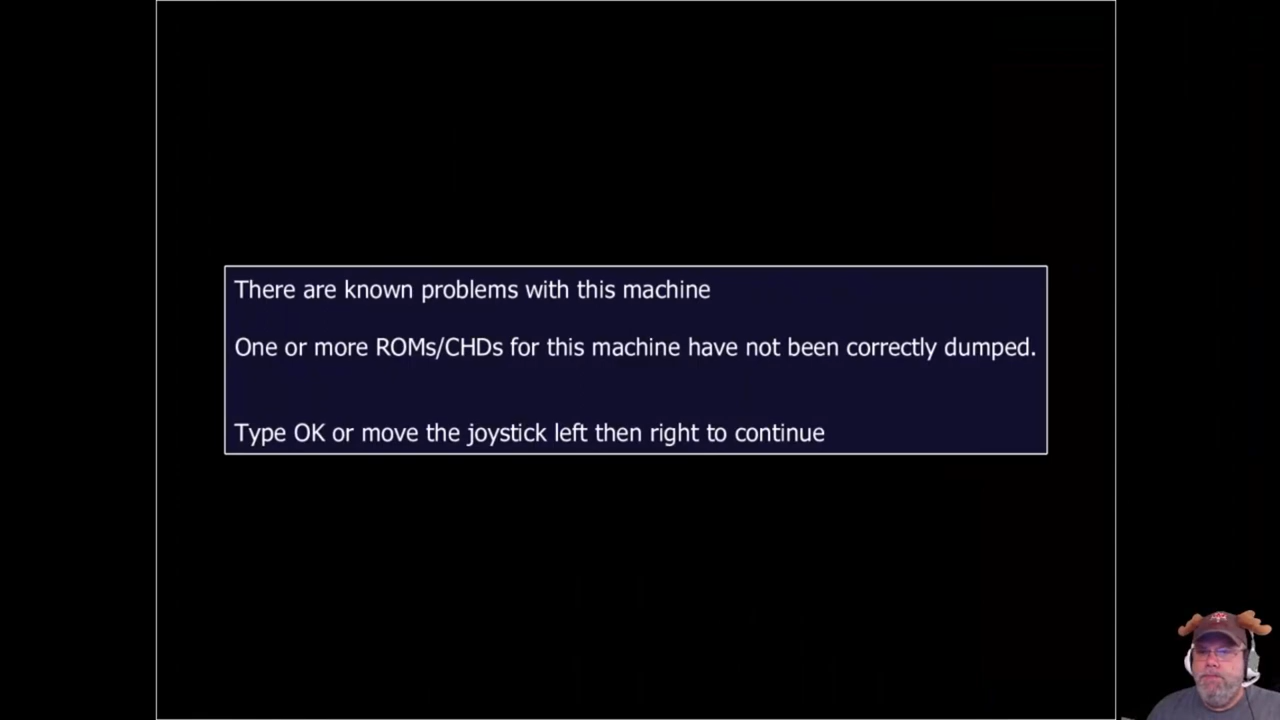 There are known problems with this machine
One or more ROMs/CHDs for this machine have not been correctly dumped.
Type OK or move the joystick left then right to continue